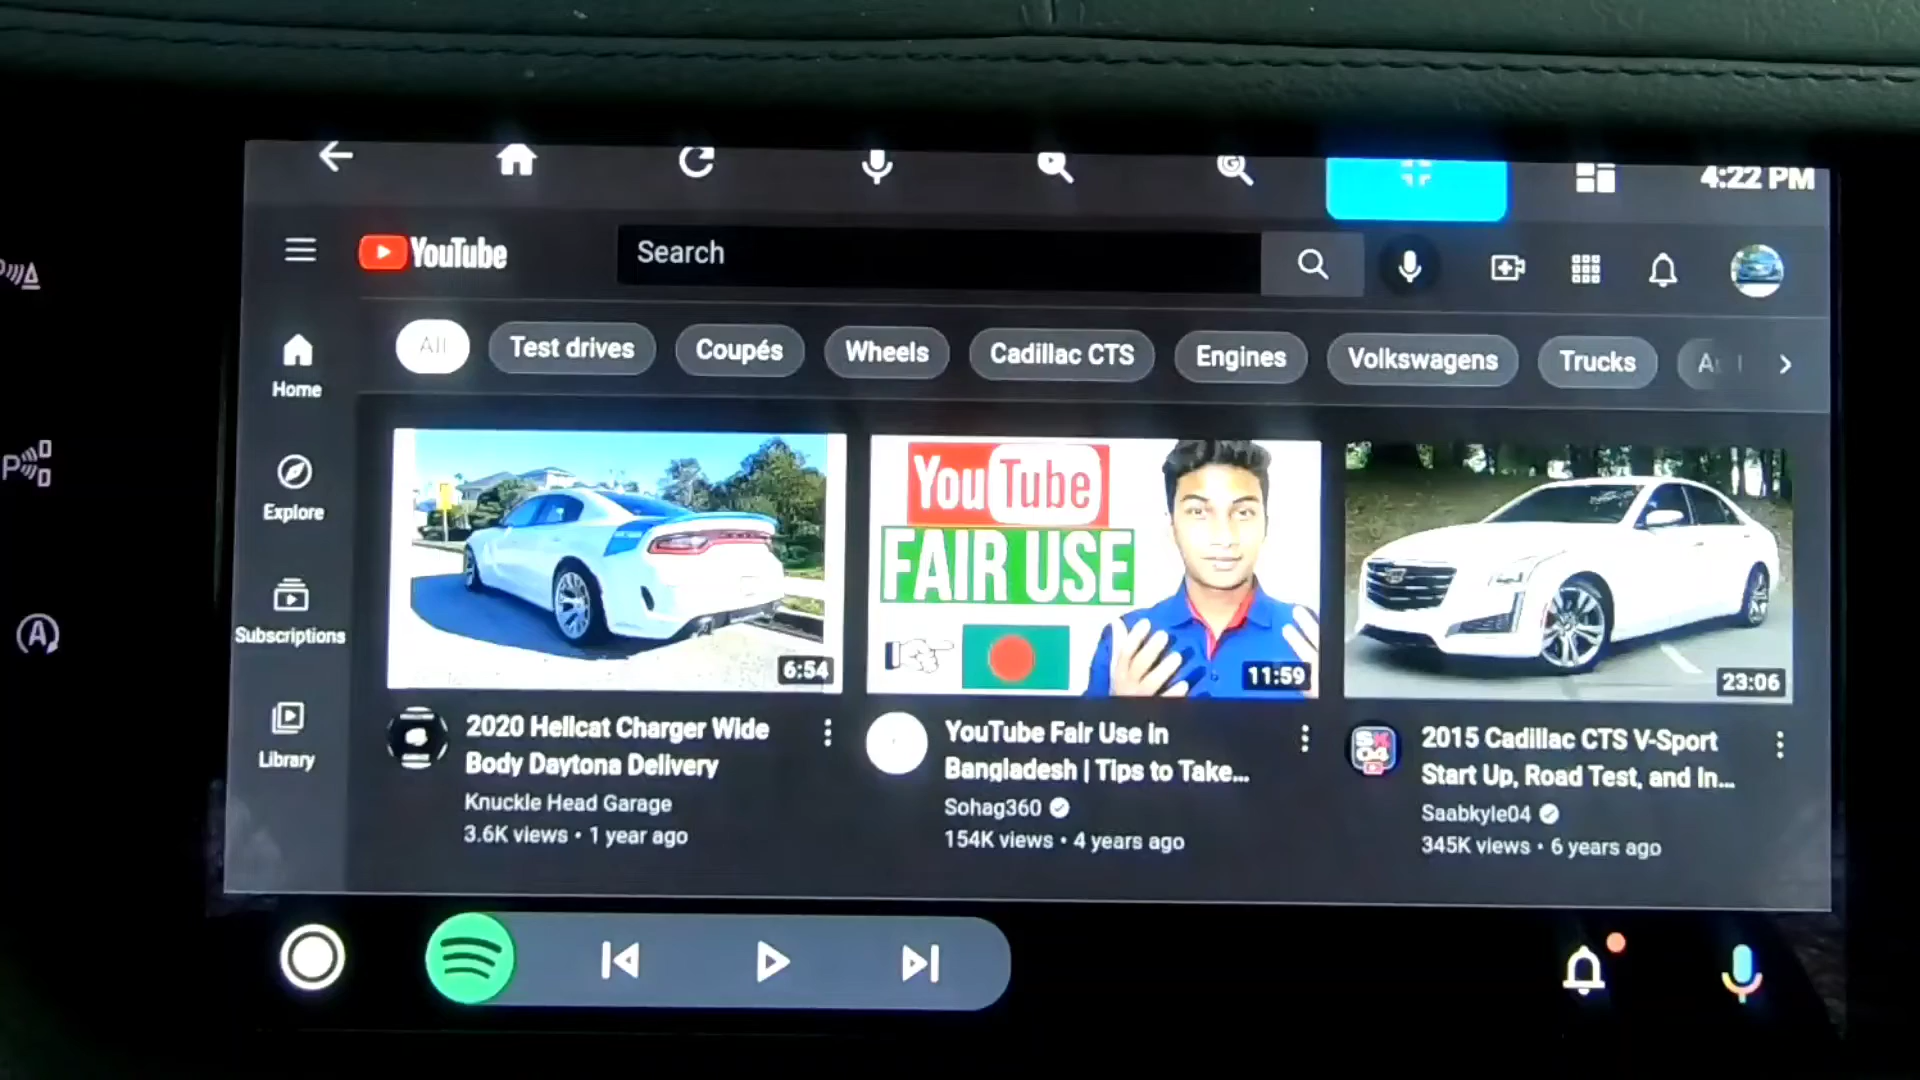 4:22 PM
YouTube
Search
All
Test drives
Coupés
Wheels
Cadillac CTS
Engines
Volkswagens
Trucks
Home
Explore
Subscriptions
Library
6:54
YouTube
FAIR USE
11:59
23:06
2020 Hellcat Charger Wide
Body Daytona Delivery
Knuckle Head Garage
3.6K views • 1 year ago
YouTube Fair Use in
Bangladesh | Tips to Take...
Sohag360
154K views • 4 years ago
SK
04
2015 Cadillac CTS V-Sport
Start Up, Road Test, and In...
Saabkyle04
345K views • 6 years ago
P
A